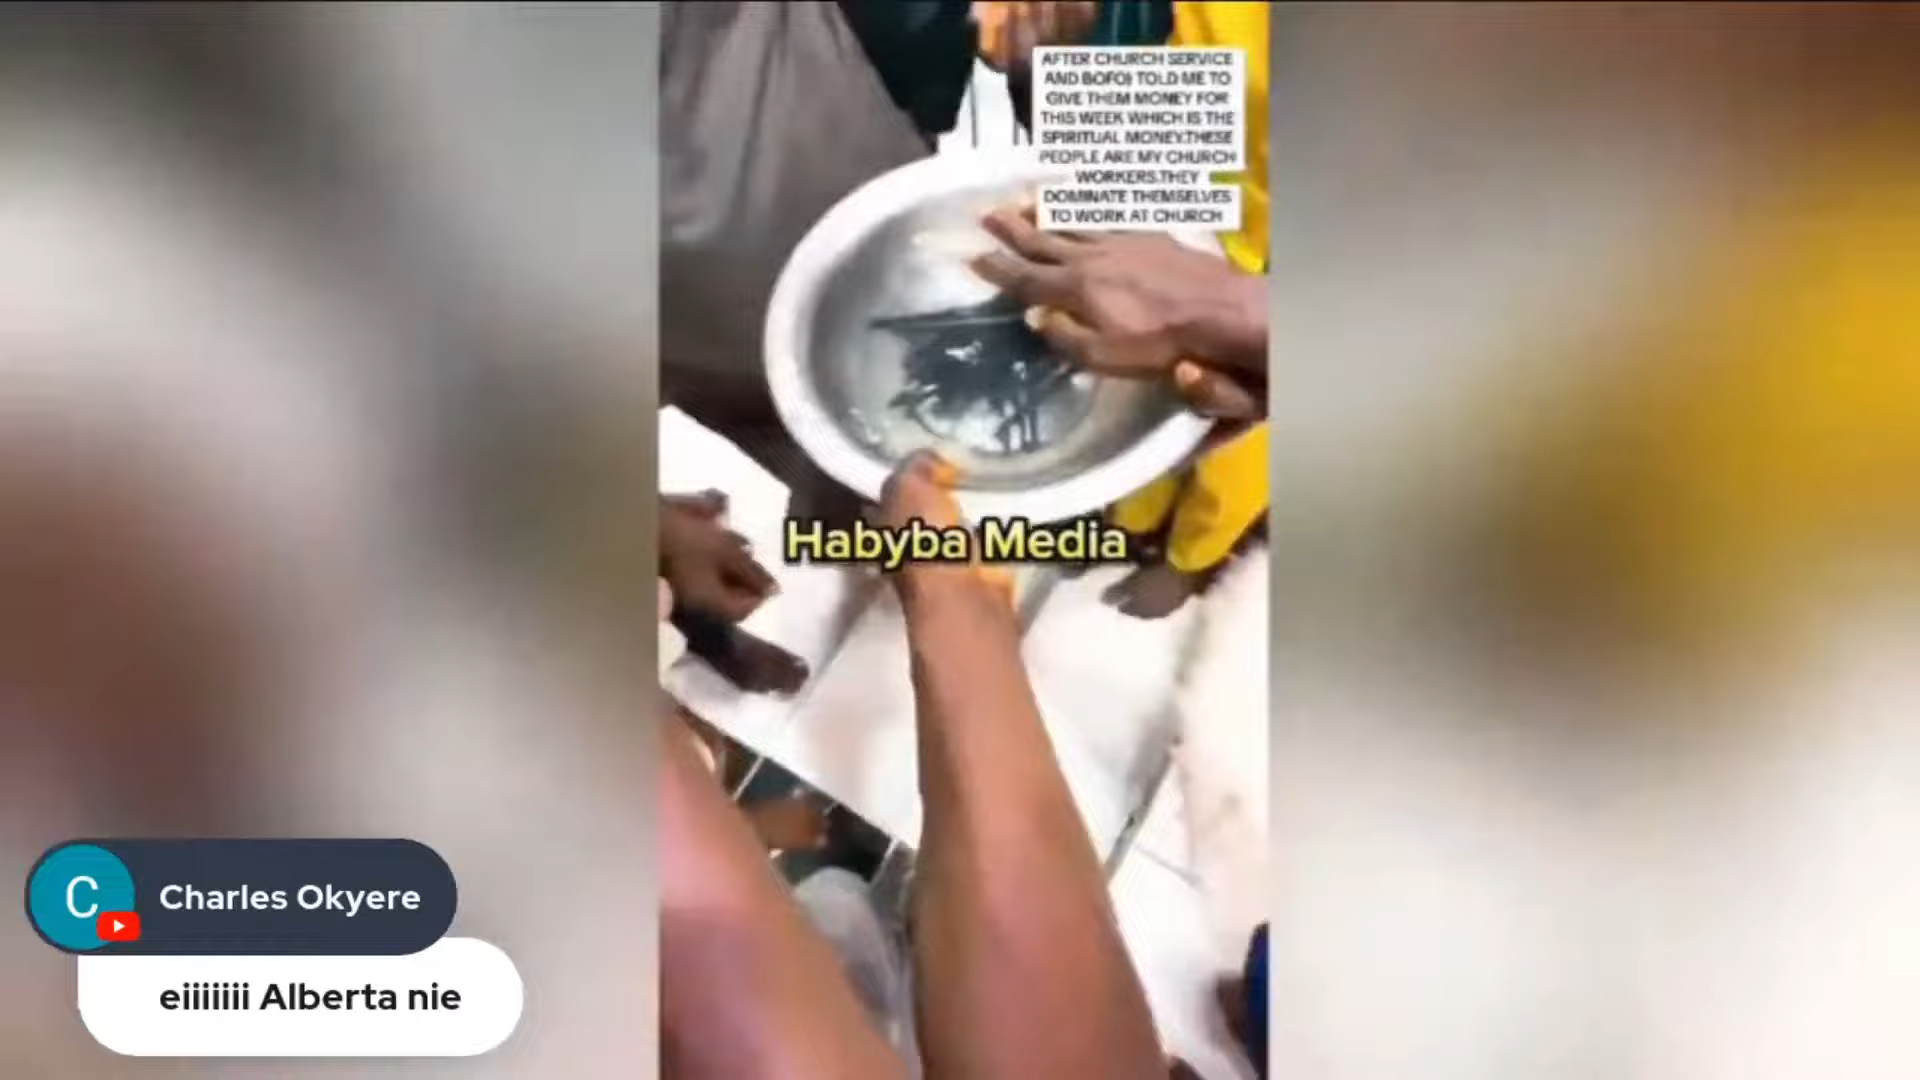 AFTER CHURCH SERVICE
AND BOFO) TOLD ME TO
GIVE THEM MONEY FOR
THIS WEEK WHICH IS THE
SPIRITUAL MONEY.THESE
PEOPLE ARE MY CHURCH
WORKERS.THEY
DOMINATE THEMSELVES
TO WORK AT CHURCH
Habyba Media
C
Charles Okyere
eiiiiiii Alberta nie